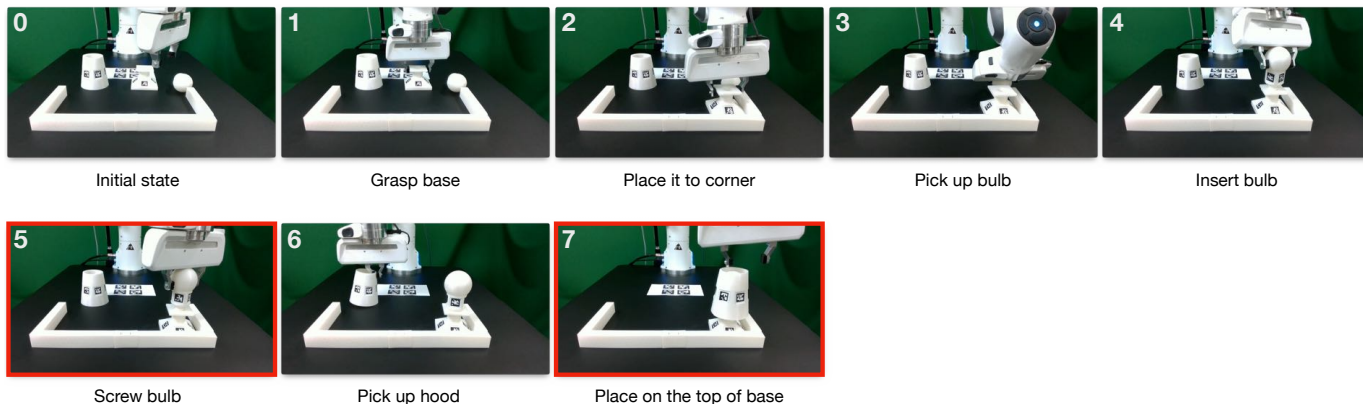 0
1
2
3
4
Initial state
Grasp base
Place it to corner
Pick up bulb
Insert bulb
5
6
7
Screw bulb
Pick up hood
Place on the top of base